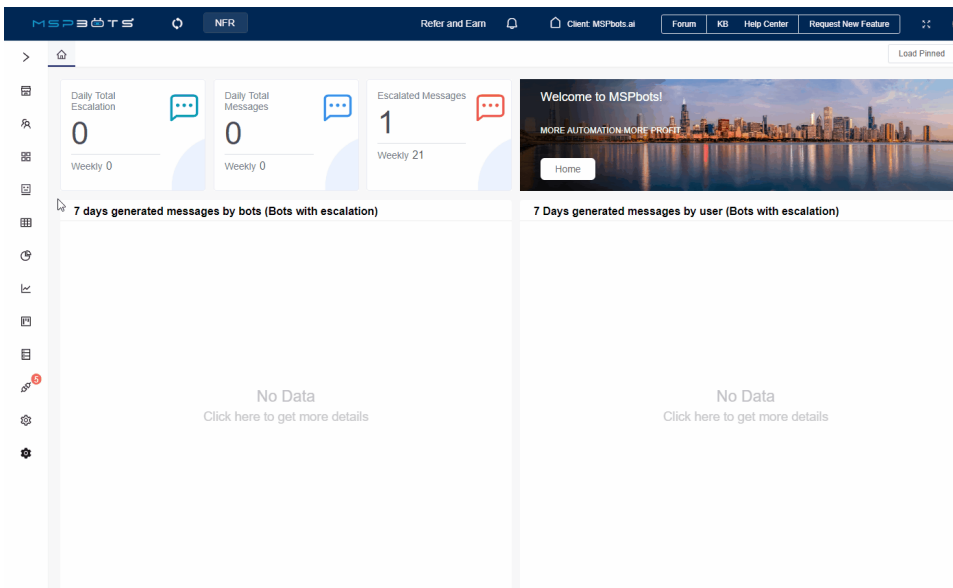 MSPBOTS
NFR
Refer and Earn
Client: MSPbots.ai
Forum
KB
Help Center
Request New Feature
Load Pinned
Daily Total
Escalation
0
Weekly 0
Daily Total
Messages
0
Weekly 0
Escalated Messages
1
Weekly 21
Welcome to MSPbots!
MORE AUTOMATION·MORE PROFIT
Home
7 days generated messages by bots (Bots with escalation)
No Data
Click here to get more details
7 Days generated messages by user (Bots with escalation)
No Data
Click here to get more details
5